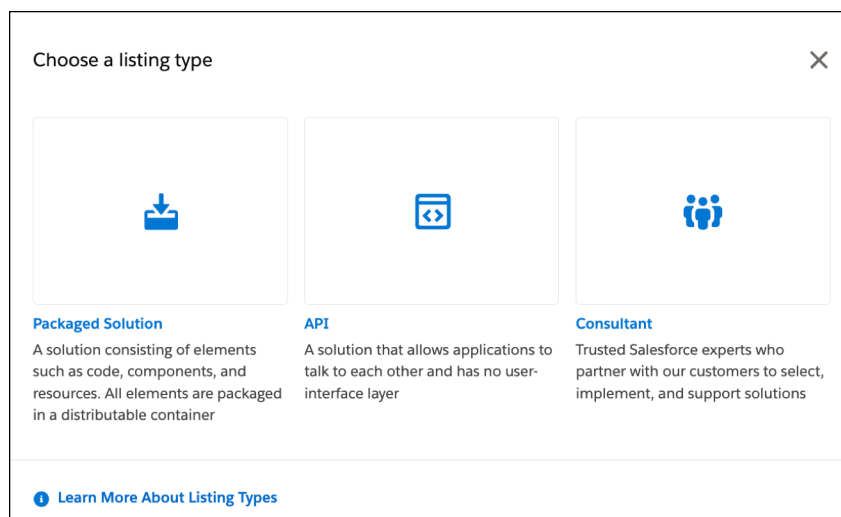 Choose a listing type
Packaged Solution
A solution consisting of elements
such as code, components, and
resources. All elements are packaged
in a distributable container
API
A solution that allows applications to
talk to each other and has no user-
interface layer
Consultant
Trusted Salesforce experts who
partner with our customers to select,
implement, and support solutions
Learn More About Listing Types